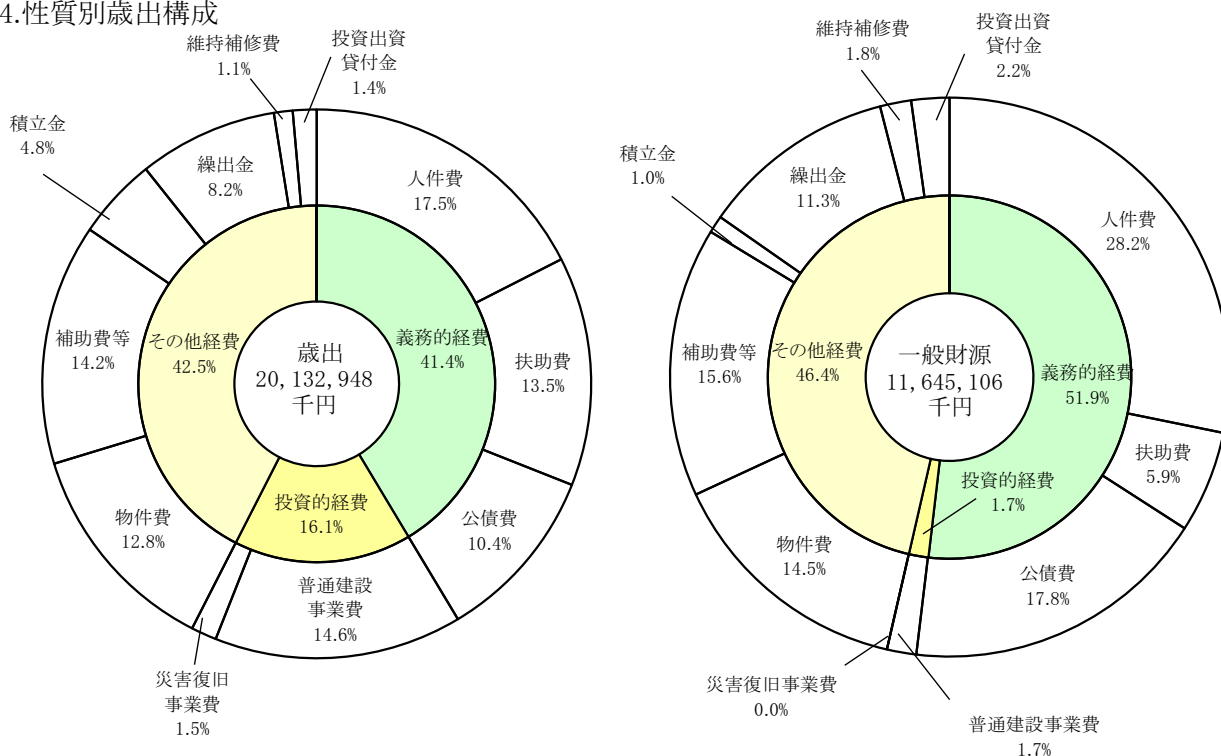 4.性質別歳出構成
維持補修費
1.1%
投資出資
貸付金
1.4%
積立金
4.8%
繰出金
8.2%
人件費
17.5%
補助費等
14.2%
その他経費
42.5%
歳出
20,132,948
千円
義務的経費
41.4%
扶助費
13.5%
物件費
12.8%
投資的経費
16.1%
公債費
10.4%
普通建設
事業費
14.6%
災害復旧
事業費
1.5%
維持補修費
1.8%
投資出資
貸付金
2.2%
積立金
1.0%
繰出金
11.3%
人件費
28.2%
補助費等
15.6%
その他経費
46.4%
一般財源
11,645,106
千円
義務的経費
51.9%
扶助費
5.9%
投資的経費
1.7%
物件費
14.5%
公債費
17.8%
災害復旧事業費
0.0%
普通建設事業費
1.7%